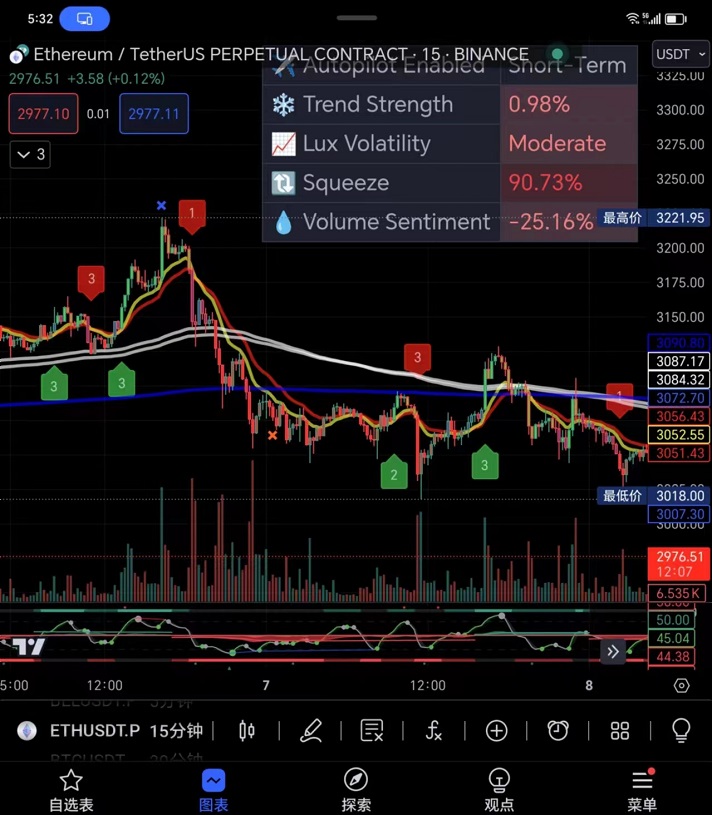 5:32
Ethereum / TetherUS PERPETUAL CONTRACT · 15 · BINANCE
USDT
2976.51 +3.58 (+0.12%)
Autopilot Enabled Short-Term
3325.00
2977.10 0.01 2977.11
Trend Strength 0.98%
3300.00
3
Lux Volatility Moderate
3275.00
Squeeze 90.73%
3250.00
Volume Sentiment -25.16%
最高价 3221.95
1
3200.00
3
3175.00
3150.00
3090.80
3
3087.17
3
3
3084.32
3072.70
1
3056.43
3052.55
3051.43
2
3
最低价 3018.00
3007.30
3000.00
2976.51
12:07
6.535K
50.00
45.04
44.38
5:00 12:00 7 12:00 8
ETHUSDT.P 15分钟
自选表 图表 探索 观点 菜单